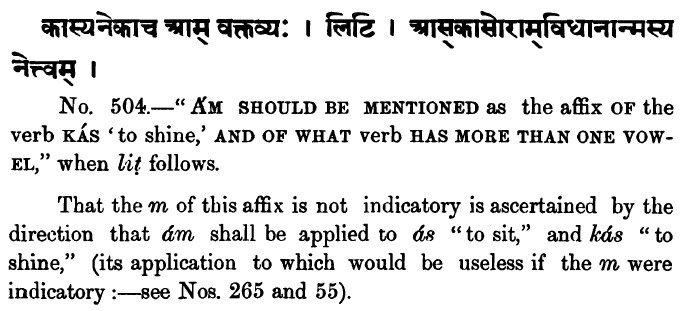 कास्यनेकाच आम् वक्तव्यः । लिटि । आस्कासोराम्विधानान्मस्य
नेत्त्वम् ।
No. 504.—“ÁM SHOULD BE MENTIONED as the affix OF the
verb KÁS ‘to shine,’ AND OF WHAT verb HAS MORE THAN ONE VOW-
EL,” when liṭ follows.
That the m of this affix is not indicatory is ascertained by the
direction that ám shall be applied to ás “to sit,” and kás “to
shine,” (its application to which would be useless if the m were
indicatory :—see Nos. 265 and 55).